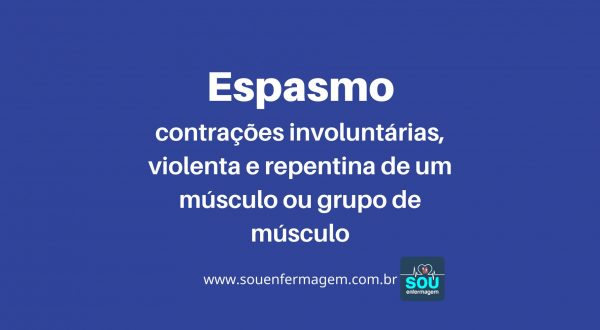 Espasmo
contrações involuntárias,
violenta e repentina de um
músculo ou grupo de
músculo
www.souenfermagem.com.br
SOU
enfermagem